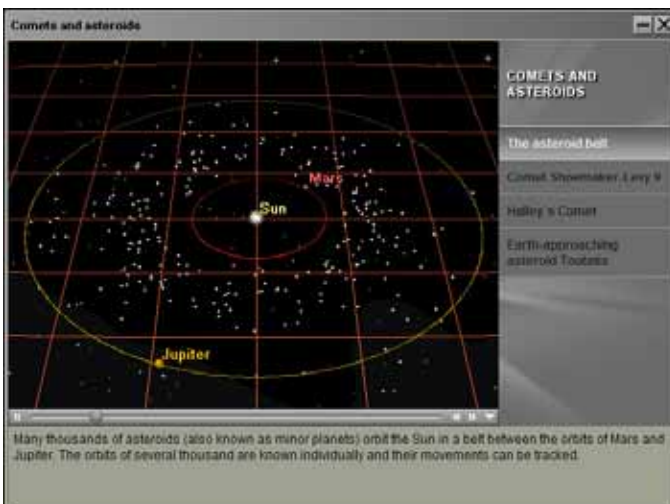 Comets and asteroids
COMETS AND
ASTEROIDS
The asteroid belt
Comet Shoemaker-Levy 9
Halley's Comet
Earth-approaching
asteroid Toutatis
Mars
Sun
Jupiter
Many thousands of asteroids (also known as minor planets) orbit the Sun in a belt between the orbits of Mars and
Jupiter. The orbits of several thousand are known individually and their movements can be tracked.